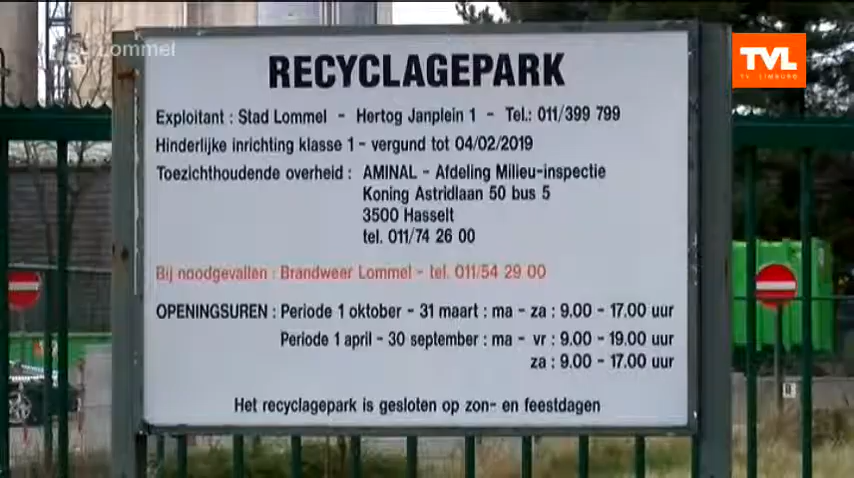 Lommel
TVL
TV LIMBURG
RECYCLAGEPARK
Exploitant : Stad Lommel - Hertog Janplein 1 - Tel.: 011/399 799
Hinderlijke inrichting klasse 1 - vergund tot 04/02/2019
Toezichthoudende overheid : AMINAL - Afdeling Milieu-inspectie
Koning Astridlaan 50 bus 5
3500 Hasselt
tel. 011/74 26 00
Bij noodgevallen : Brandweer Lommel - tel. 011/54 29 00
OPENINGSUREN : Periode 1 oktober - 31 maart : ma - za : 9.00 - 17.00 uur
Periode 1 april - 30 september : ma - vr : 9.00 - 19.00 uur
za : 9.00 - 17.00 uur
Het recyclagepark is gesloten op zon- en feestdagen